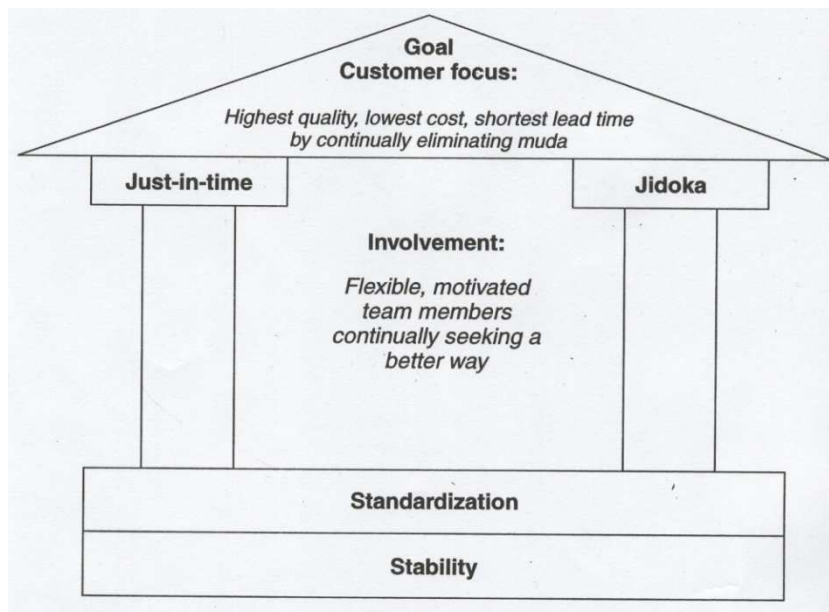 Goal
Customer focus:
Highest quality, lowest cost, shortest lead time
by continually eliminating muda
Just-in-time
Jidoka
Involvement:
Flexible, motivated
team members
continually seeking a
better way
Standardization
Stability